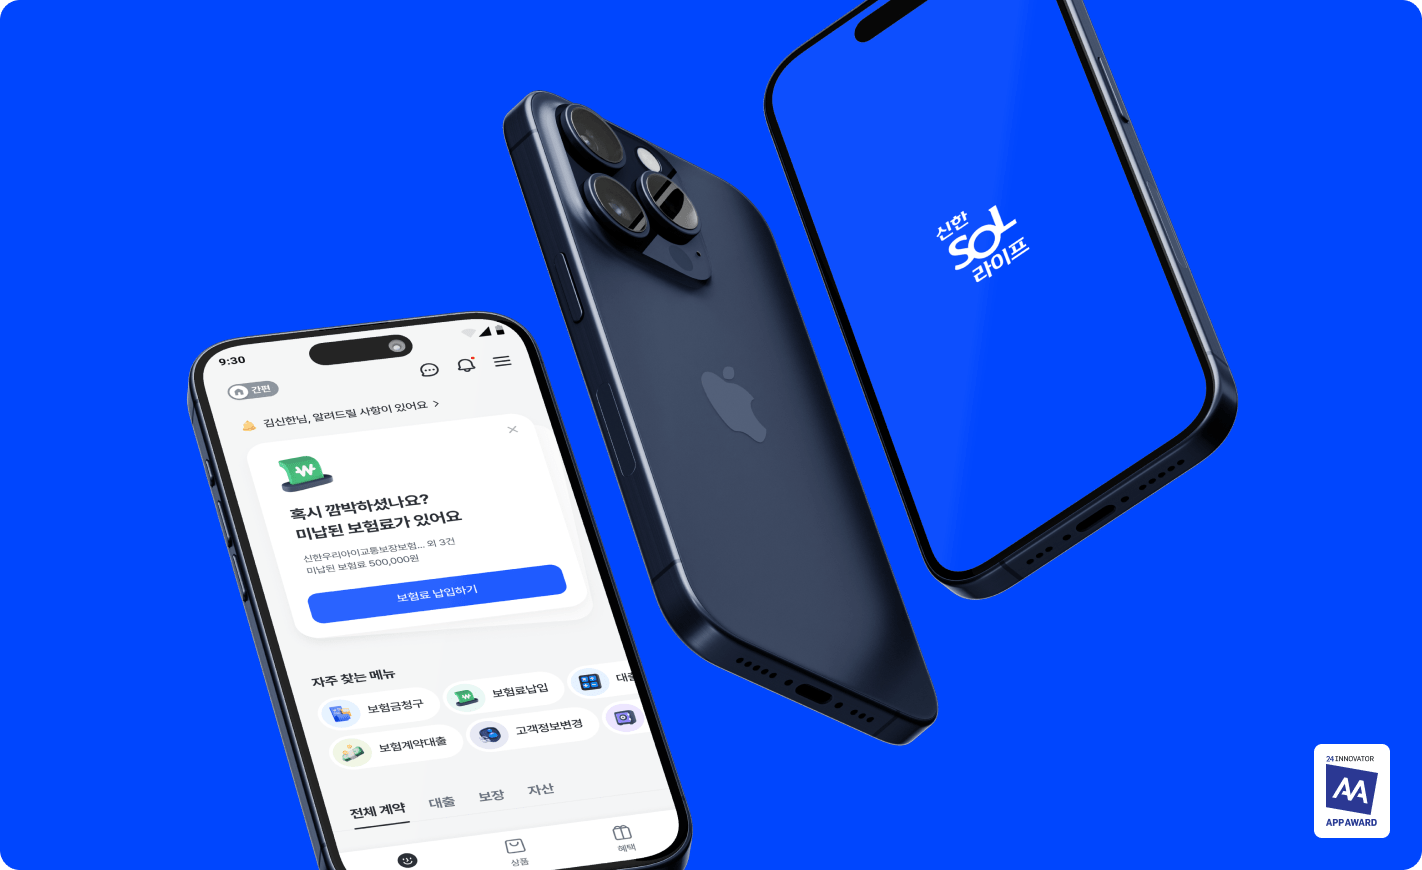 9:30
간편
김신한님, 알려드릴 사항이 있어요 >
혹시 깜박하셨나요?
미납된 보험료가 있어요
신한우리아이교통보장보험... 외 3건
미납된 보험료 500,000원
보험료 납입하기
자주 찾는 메뉴
보험금청구
보험료납입
보험계약대출
고객정보변경
전체 계약
대출
보장
자산
상품
혜택
신한
SOL
라이프
24 INNOVATOR
AA
APP AWARD